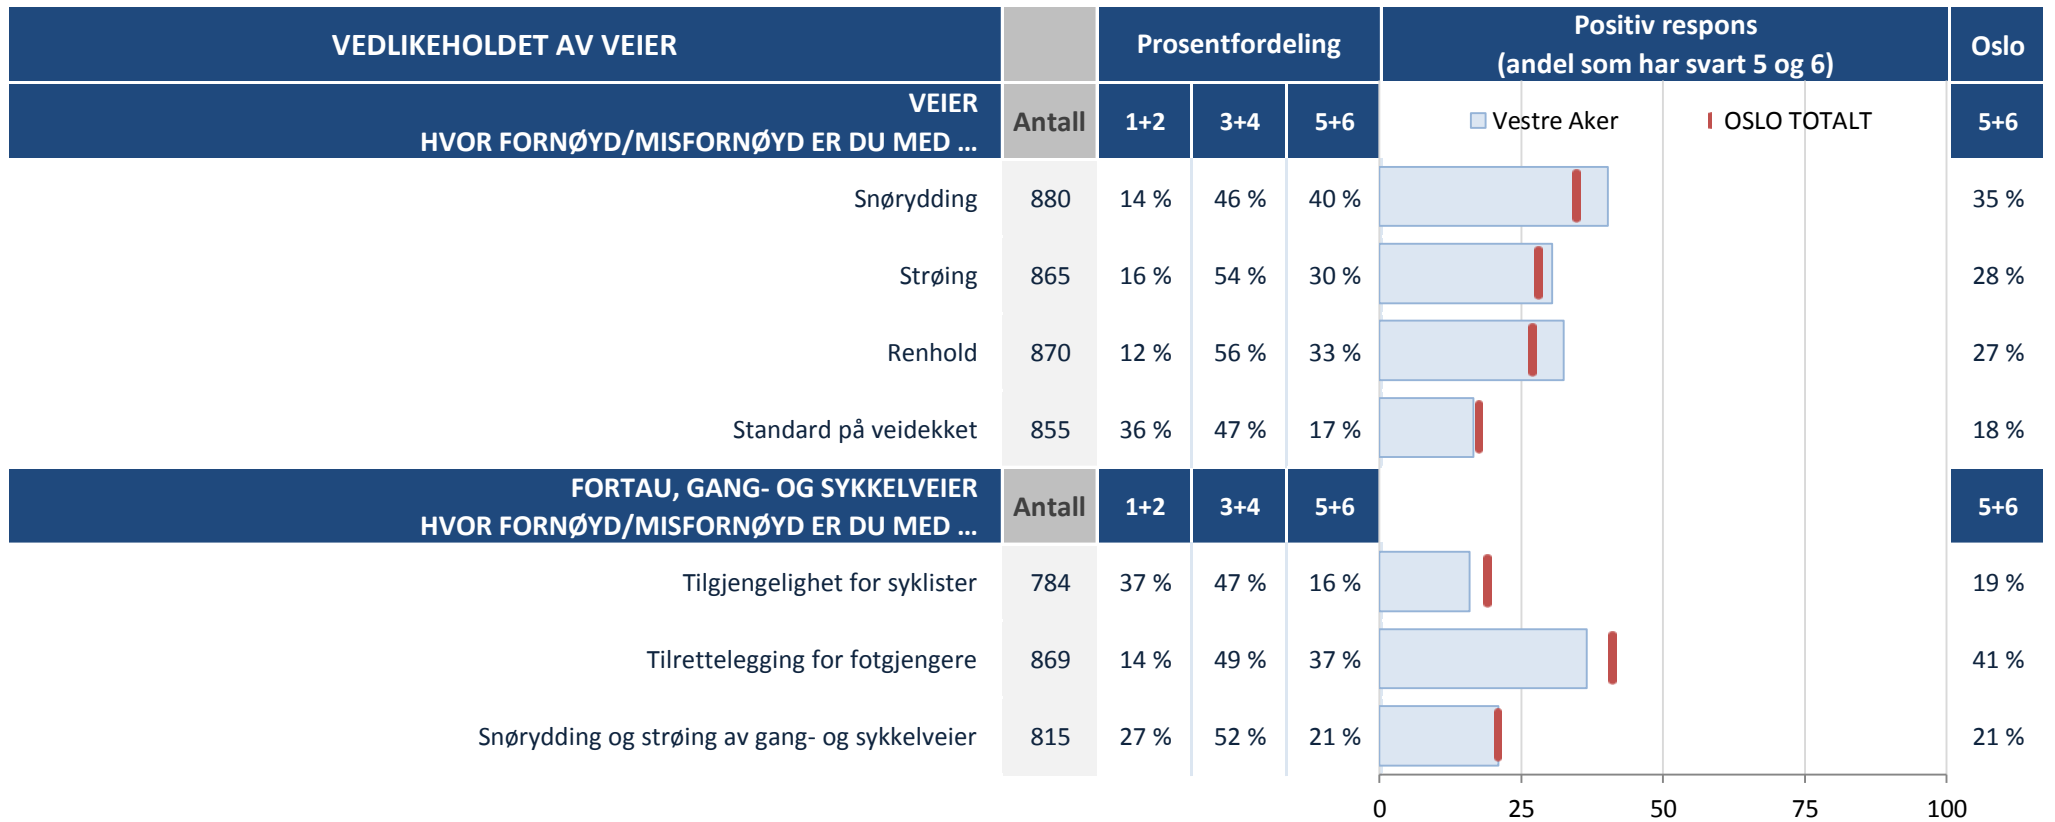 VEDLIKEHOLDET AV VEIER Prosentfordeling Positiv respons Oslo
(andel som har svart 5 og 6)
VEIER
HVOR FORNØYD/MISFORNØYD ER DU MED ... Antall 1+2 3+4 5+6 Vestre Aker OSLO TOTALT 5+6
Snørydding 880 14 % 46 % 40 % 35 %
Strøing 865 16 % 54 % 30 % 28 %
Renhold 870 12 % 56 % 33 % 27 %
Standard på veidekket 855 36 % 47 % 17 % 18 %
FORTAU, GANG- OG SYKKELVEIER
HVOR FORNØYD/MISFORNØYD ER DU MED ... Antall 1+2 3+4 5+6 5+6
Tilgjengelighet for syklister 784 37 % 47 % 16 % 19 %
Tilrettelegging for fotgjengere 869 14 % 49 % 37 % 41 %
Snørydding og strøing av gang- og sykkelveier 815 27 % 52 % 21 % 21 %
0 25 50 75 100